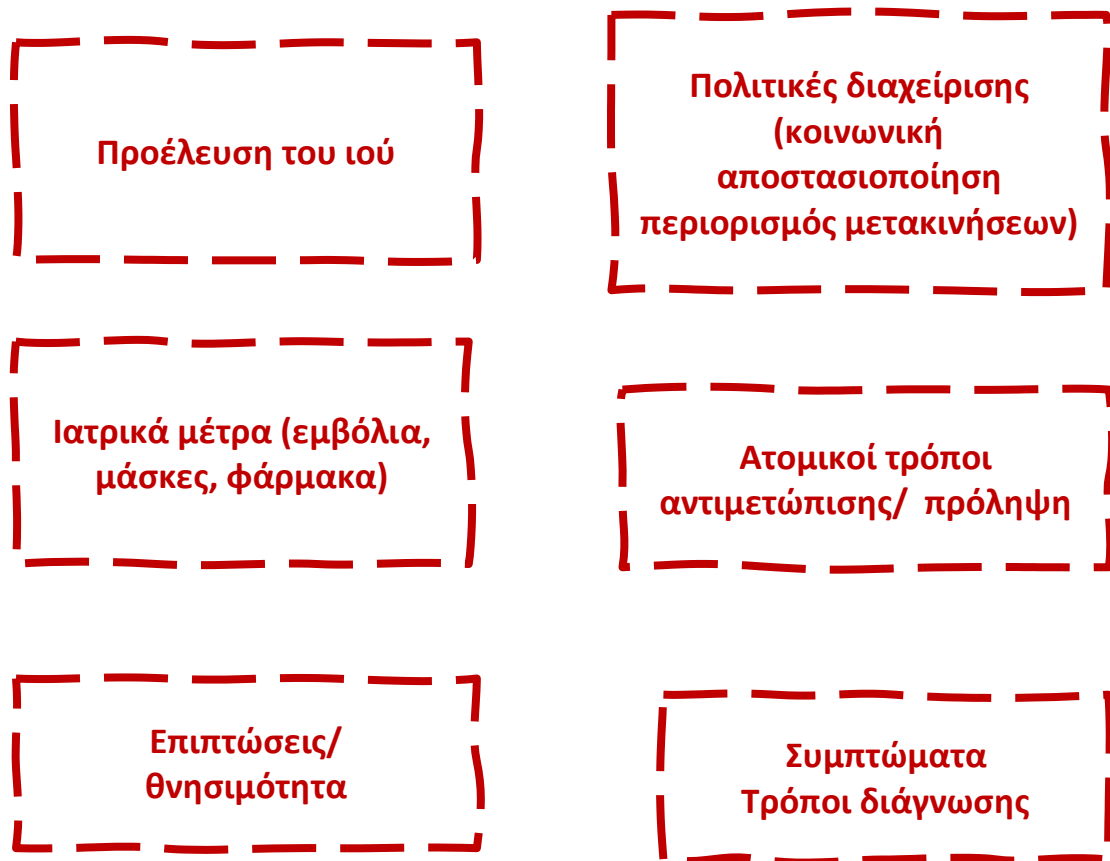 Προέλευση του ιού
Πολιτικές διαχείρισης
(κοινωνική
αποστασιοποίηση
περιορισμός μετακινήσεων)
Ιατρικά μέτρα (εμβόλια,
μάσκες, φάρμακα)
Ατομικοί τρόποι
αντιμετώπισης/ πρόληψη
Επιπτώσεις/
θνησιμότητα
Συμπτώματα
Τρόποι διάγνωσης